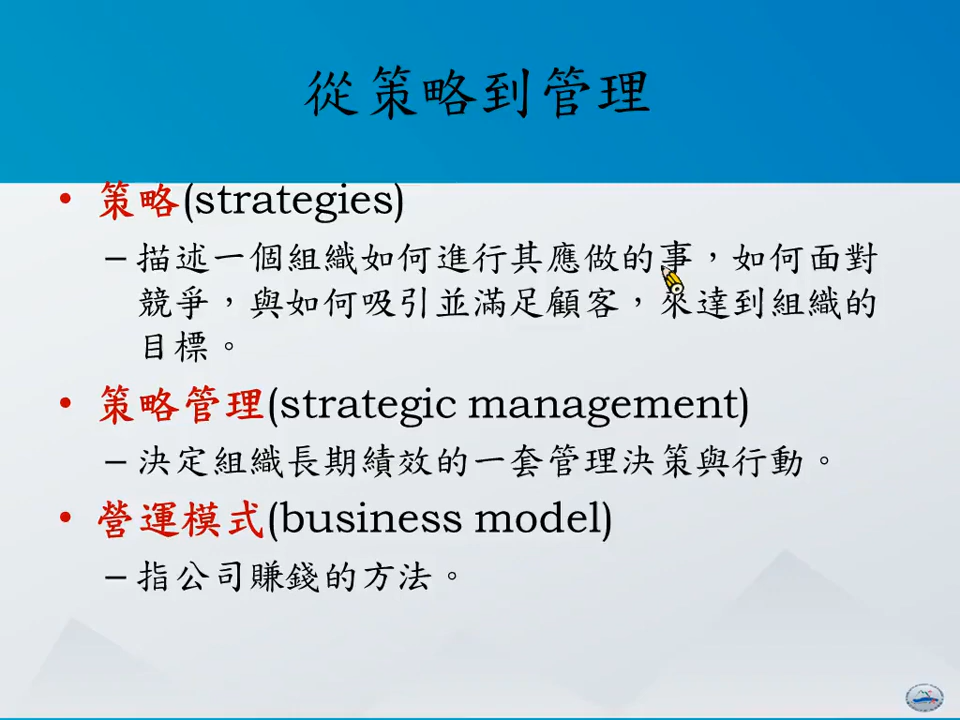 從策略到管理
• 策略(strategies)
– 描述一個組織如何進行其應做的事，如何面對
競爭，與如何吸引並滿足顧客，來達到組織的
目標。
• 策略管理(strategic management)
– 決定組織長期績效的一套管理決策與行動。
• 營運模式(business model)
– 指公司賺錢的方法。